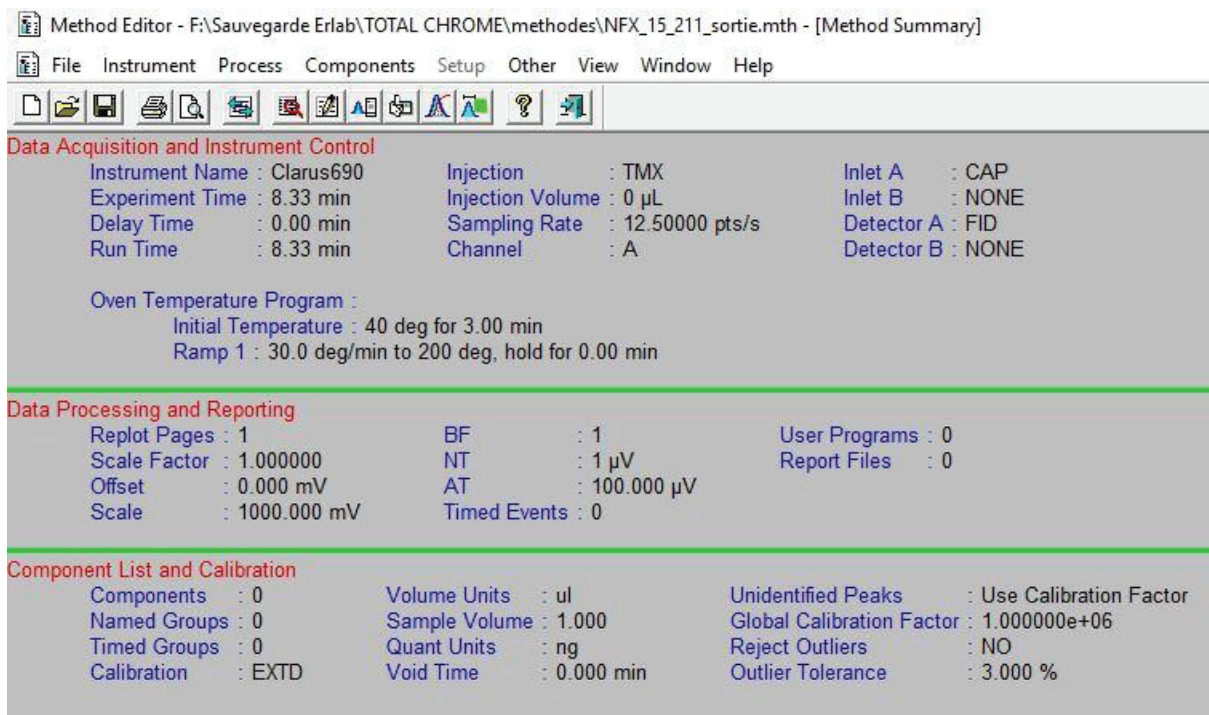 Method Editor - F:\Sauvegarde Erlab\TOTAL CHROME\methodes\NFX_15_211_sortie.mth - [Method Summary]
File Instrument Process Components Setup Other View Window Help
Data Acquisition and Instrument Control
Instrument Name : Clarus690 Injection : TMX Inlet A : CAP
Experiment Time : 8.33 min Injection Volume : 0 µL Inlet B : NONE
Delay Time : 0.00 min Sampling Rate : 12.50000 pts/s Detector A : FID
Run Time : 8.33 min Channel : A Detector B : NONE
Oven Temperature Program :
Initial Temperature : 40 deg for 3.00 min
Ramp 1 : 30.0 deg/min to 200 deg, hold for 0.00 min
Data Processing and Reporting
Replot Pages : 1 BF : 1 User Programs : 0
Scale Factor : 1.000000 NT : 1 µV Report Files : 0
Offset : 0.000 mV AT : 100.000 µV
Scale : 1000.000 mV Timed Events : 0
Component List and Calibration
Components : 0 Volume Units : ul Unidentified Peaks : Use Calibration Factor
Named Groups : 0 Sample Volume : 1.000 Global Calibration Factor : 1.000000e+06
Timed Groups : 0 Quant Units : ng Reject Outliers : NO
Calibration : EXTD Void Time : 0.000 min Outlier Tolerance : 3.000 %